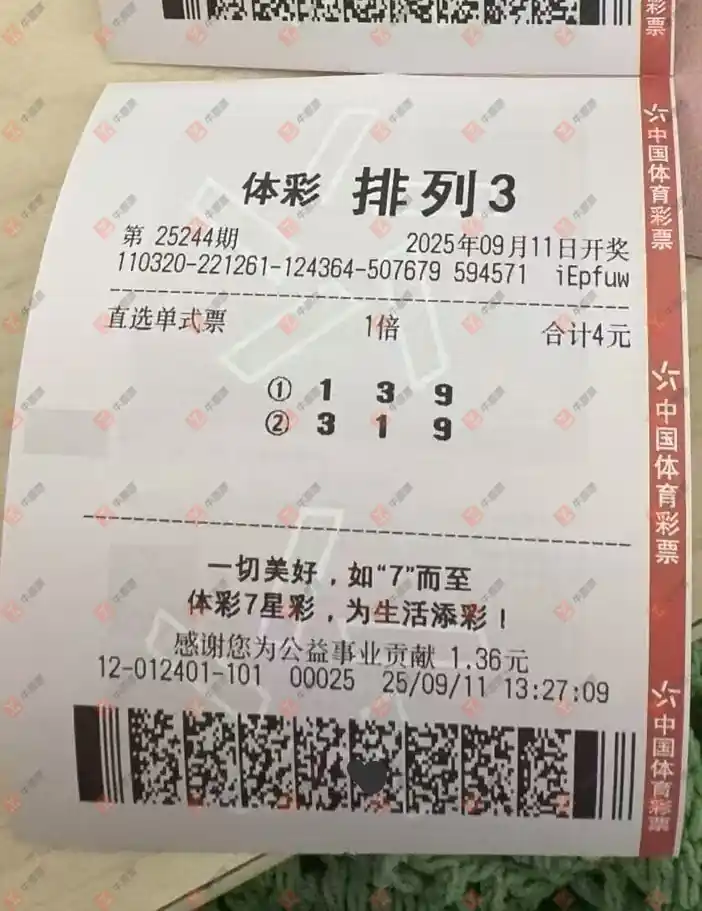 彩票
体彩 排列3
第 25244期 2025年09月11日开奖
110320-221261-124364-507679 594571 iEpfuw
直选单式票 1倍 合计4元
① 1 3 9
② 3 1 9
一切美好，如“7”而至
体彩7星彩，为生活添彩！
感谢您为公益事业贡献 1.36元
12-012401-101 00025 25/09/11 13:27:09
中国体育彩票
中国体育彩票
中国体育彩票